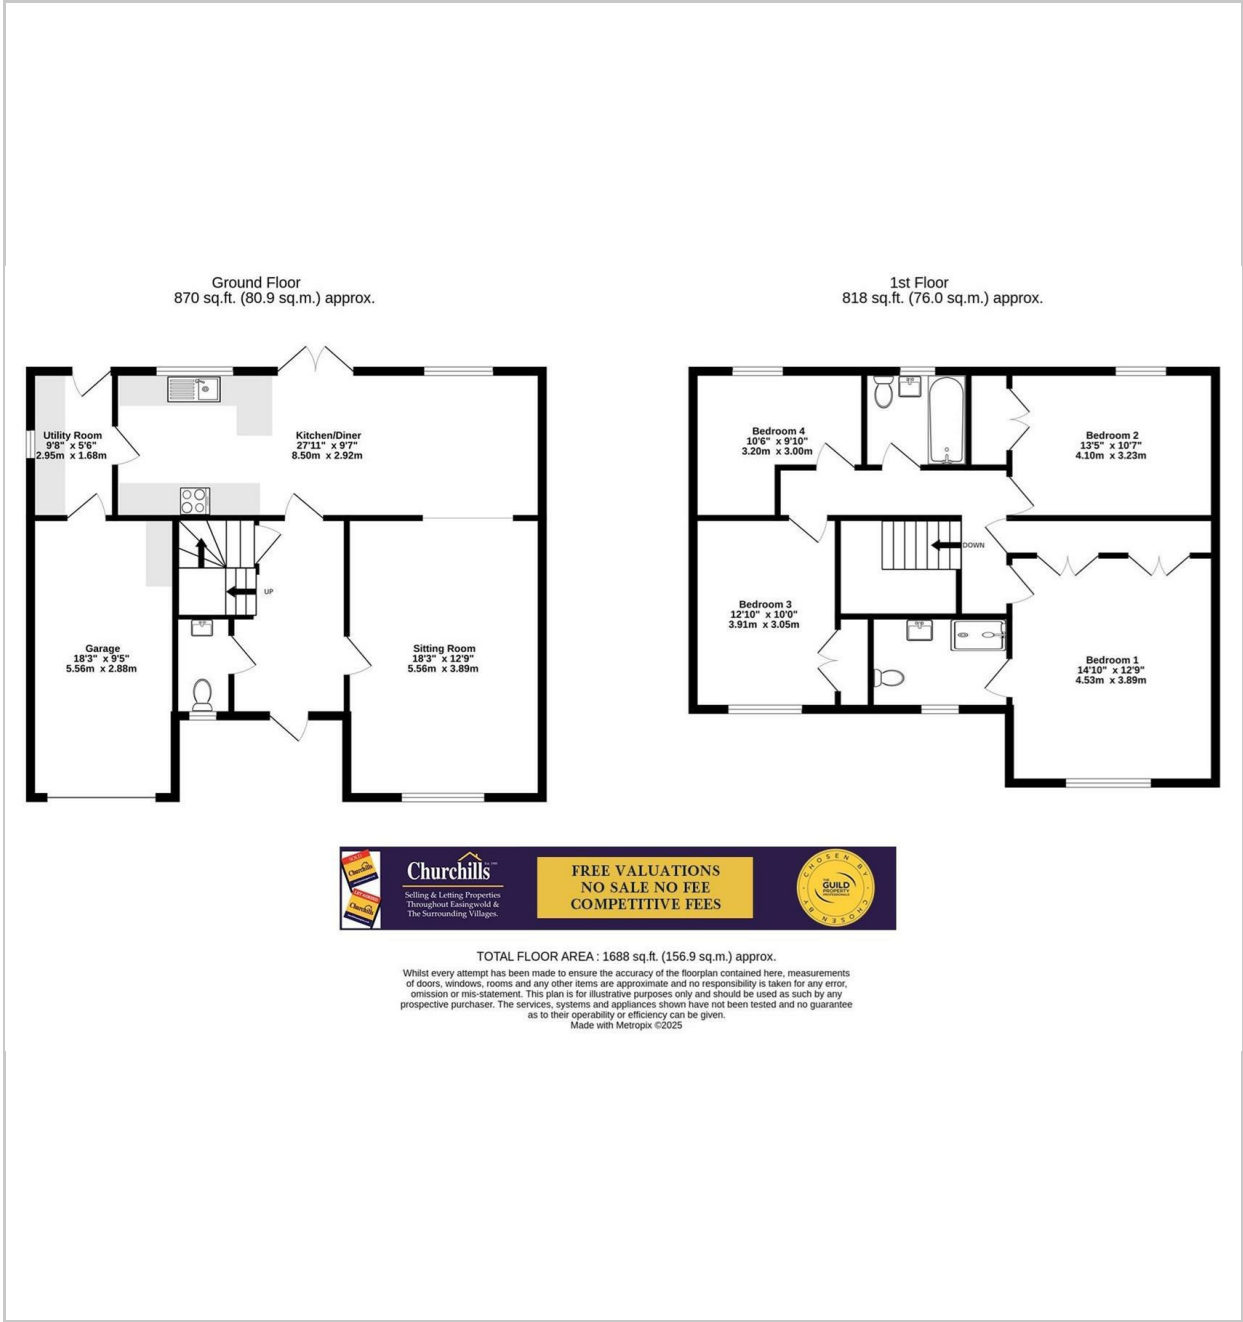 Ground Floor
870 sq.ft. (80.9 sq.m.) approx.
1st Floor
818 sq.ft. (76.0 sq.m.) approx.
Utility Room
9'8" x 5'6"
2.95m x 1.68m
Kitchen/Diner
27'11" x 9'7"
8.50m x 2.92m
UP
Garage
18'3" x 9'5"
5.56m x 2.88m
Sitting Room
18'3" x 12'9"
5.56m x 3.89m
Bedroom 4
10'6" x 9'10"
3.20m x 3.00m
Bedroom 2
13'5" x 10'7"
4.10m x 3.23m
DOWN
Bedroom 3
12'10" x 10'0"
3.91m x 3.05m
Bedroom 1
14'10" x 12'9"
4.53m x 3.89m
SOLD
Churchills
Churchills
Churchills
Selling & Letting Properties
Throughout Easingwold &
The Surrounding Villages.
FREE VALUATIONS
NO SALE NO FEE
COMPETITIVE FEES
CHOSEN BY
THE
GUILD
PROPERTY
PROFESSIONALS
CHOSEN BY
TOTAL FLOOR AREA : 1688 sq.ft. (156.9 sq.m.) approx.
Whilst every attempt has been made to ensure the accuracy of the floorplan contained here, measurements
of doors, windows, rooms and any other items are approximate and no responsibility is taken for any error,
omission or mis-statement. This plan is for illustrative purposes only and should be used as such by any
prospective purchaser. The services, systems and appliances shown have not been tested and no guarantee
as to their operability or efficiency can be given.
Made with Metropix ©2025